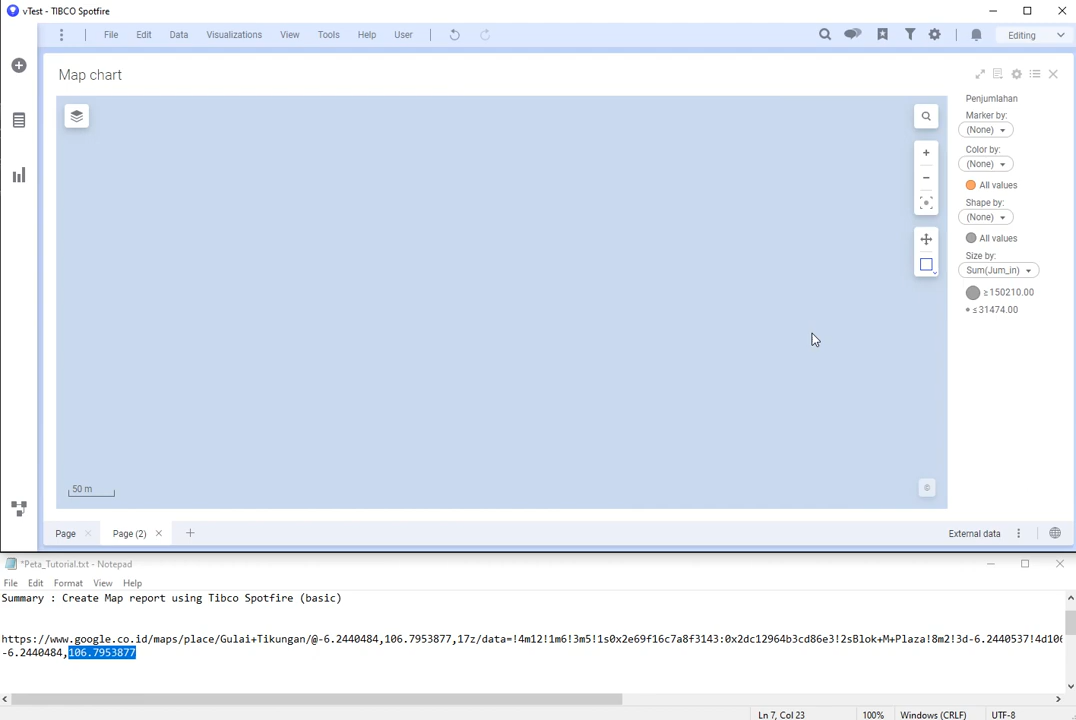 vTest - TIBCO Spotfire
File Edit Data Visualizations View Tools Help User Editing
Map chart
Penjumlahan
Marker by:
(None)
Color by:
(None)
All values
Shape by:
(None)
All values
Size by:
Sum(Jum_in)
≥150210.00
≤31474.00
50 m
Page Page (2) External data
*Peta_Tutorial.txt - Notepad
File Edit Format View Help
Summary : Create Map report using Tibco Spotfire (basic)
https://www.google.co.id/maps/place/Gulai+Tikungan/@-6.2440484,106.7953877,17z/data=!4m12!1m6!3m5!1s0x2e69f16c7a8f3143:0x2dc12964b3cd86e3!2sBlok+M+Plaza!8m2!3d-6.2440537!4d106
-6.2440484,106.7953877
Ln 7, Col 23 100% Windows (CRLF) UTF-8